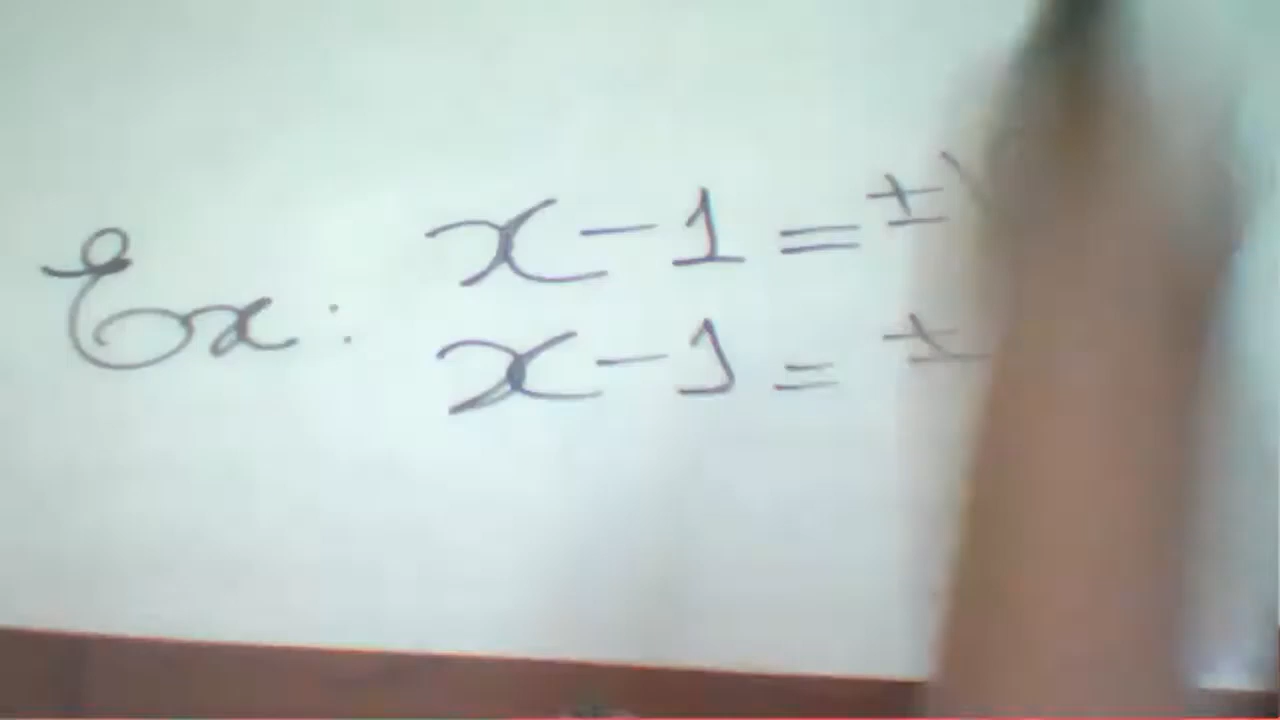 Ex:
x - 1 = ±
x - 1 = ±